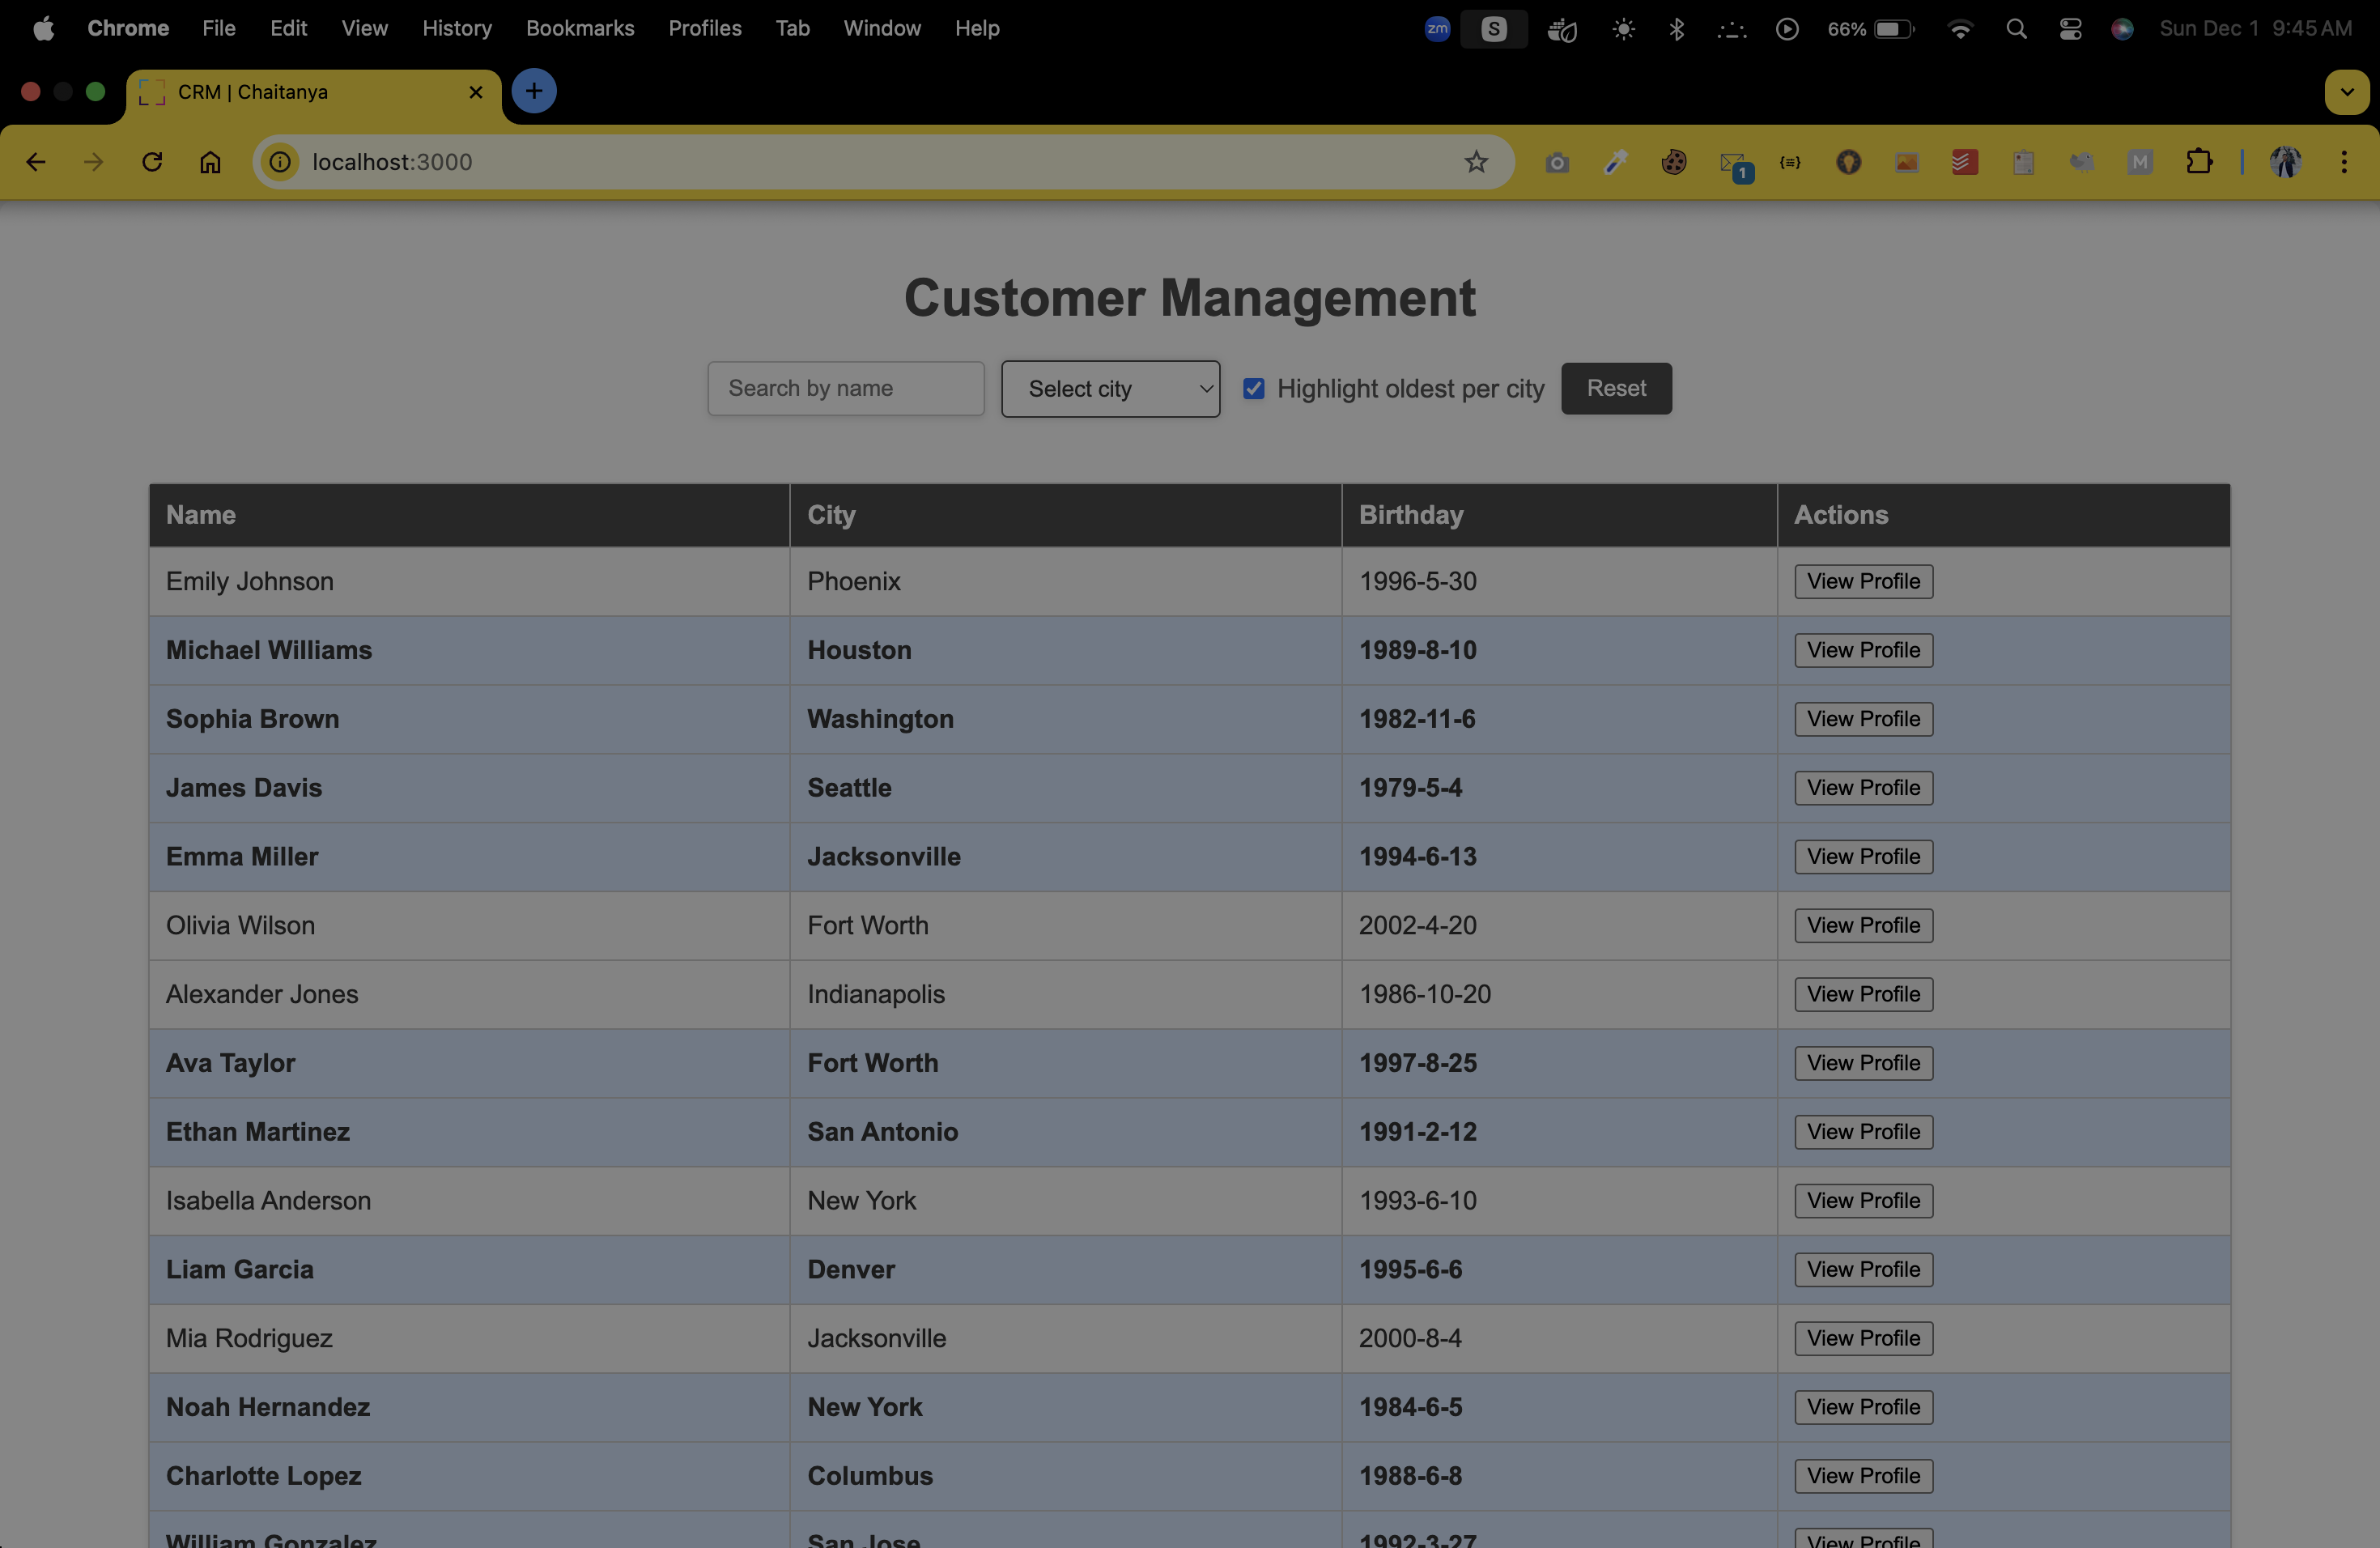 Chrome File Edit View History Bookmarks Profiles Tab Window Help zm S 66% Sun Dec 1 9:45 AM
CRM | Chaitanya
localhost:3000 1 {≡} M
Customer Management
Search by name Select city Highlight oldest per city Reset
Name City Birthday Actions
Emily Johnson Phoenix 1996-5-30 View Profile
Michael Williams Houston 1989-8-10 View Profile
Sophia Brown Washington 1982-11-6 View Profile
James Davis Seattle 1979-5-4 View Profile
Emma Miller Jacksonville 1994-6-13 View Profile
Olivia Wilson Fort Worth 2002-4-20 View Profile
Alexander Jones Indianapolis 1986-10-20 View Profile
Ava Taylor Fort Worth 1997-8-25 View Profile
Ethan Martinez San Antonio 1991-2-12 View Profile
Isabella Anderson New York 1993-6-10 View Profile
Liam Garcia Denver 1995-6-6 View Profile
Mia Rodriguez Jacksonville 2000-8-4 View Profile
Noah Hernandez New York 1984-6-5 View Profile
Charlotte Lopez Columbus 1988-6-8 View Profile
William Gonzalez San Jose 1992-3-27 View Profile